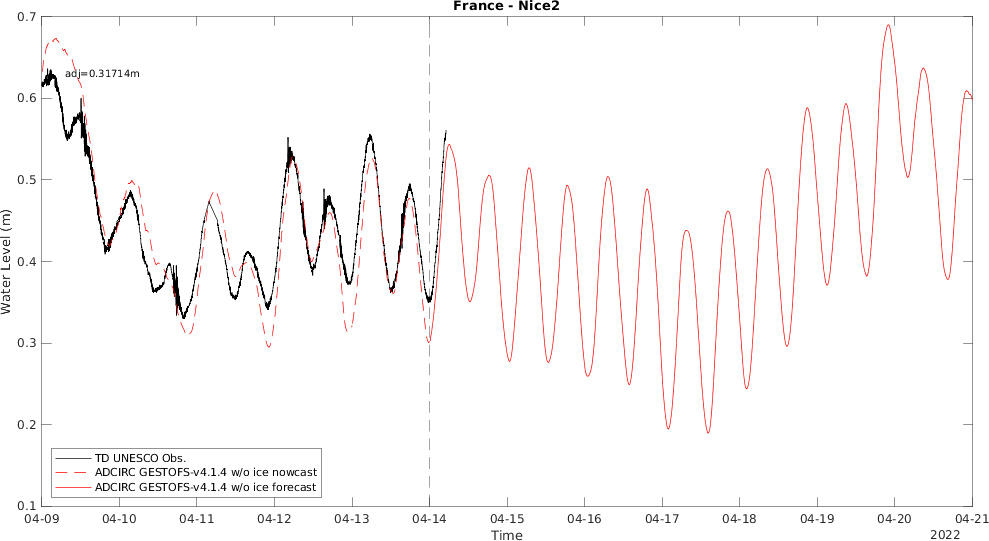 France - Nice2
0.7
0.6
0.5
0.4
0.3
0.2
0.1
Water Level (m)
adj=0.31714m
TD UNESCO Obs.
ADCIRC GESTOFS-v4.1.4 w/o ice nowcast
ADCIRC GESTOFS-v4.1.4 w/o ice forecast
04-09 04-10 04-11 04-12 04-13 04-14 04-15 04-16 04-17 04-18 04-19 04-20 04-21
Time
2022